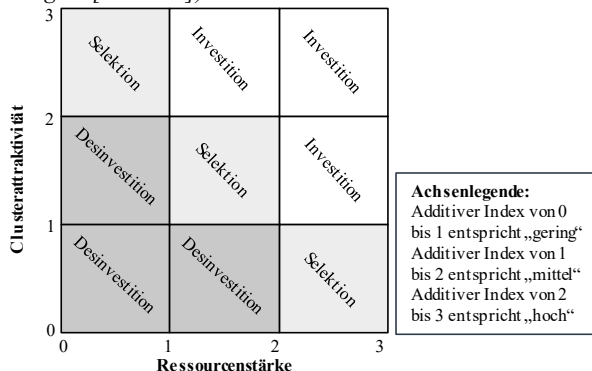 3
Selektion
Investition
Investition
Clusterattraktivität
2
Desinvestition
Selektion
Investition
1
Desinvestition
Desinvestition
Selektion
0
0 1 2 3
Ressourcenstärke
Achsenlegende:
Additiver Index von 0
bis 1 entspricht „gering“
Additiver Index von 1
bis 2 entspricht „mittel“
Additiver Index von 2
bis 3 entspricht „hoch“